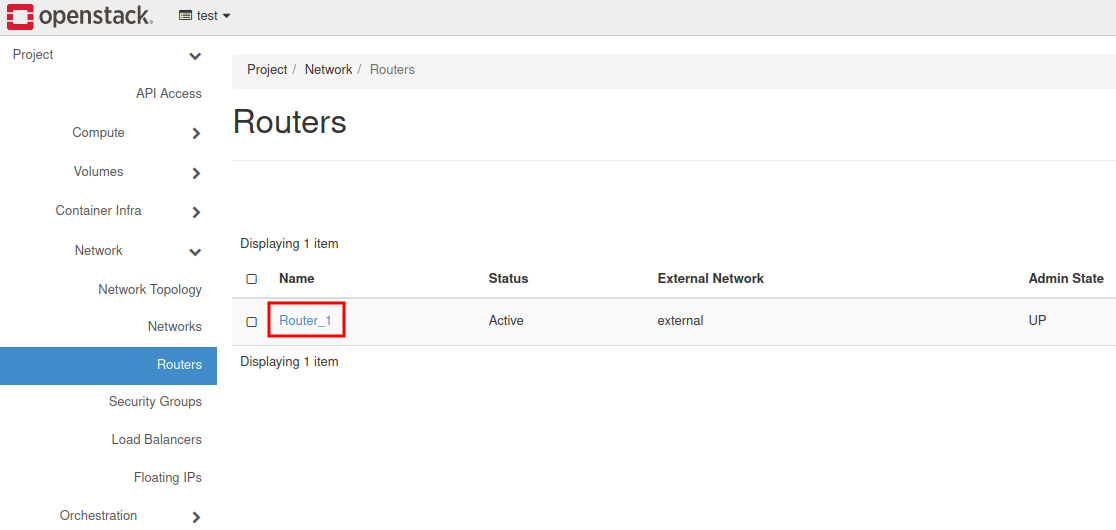 openstack.
test
Project
API Access
Compute
Volumes
Container Infra
Network
Network Topology
Networks
Routers
Security Groups
Load Balancers
Floating IPs
Orchestration
Project / Network / Routers
Routers
Displaying 1 item
Name Status External Network Admin State
Router_1 Active external UP
Displaying 1 item